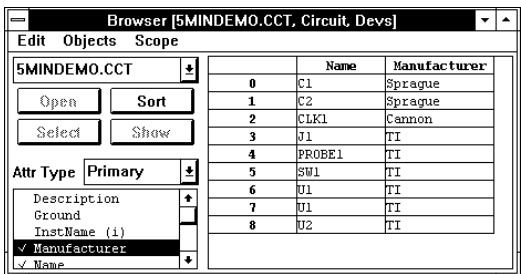 Browser [5MINDEMO.CCT, Circuit, Devs]
Edit Objects Scope
5MINDEMO.CCT
Open Sort
Select Show
Attr Type Primary
Description
Ground
InstName (i)
✓ Manufacturer
✓ Name
Name Manufacturer
0 C1 Sprague
1 C2 Sprague
2 CLK1 Cannon
3 J1 TI
4 PROBE1 TI
5 SW1 TI
6 U1 TI
7 U1 TI
8 U2 TI